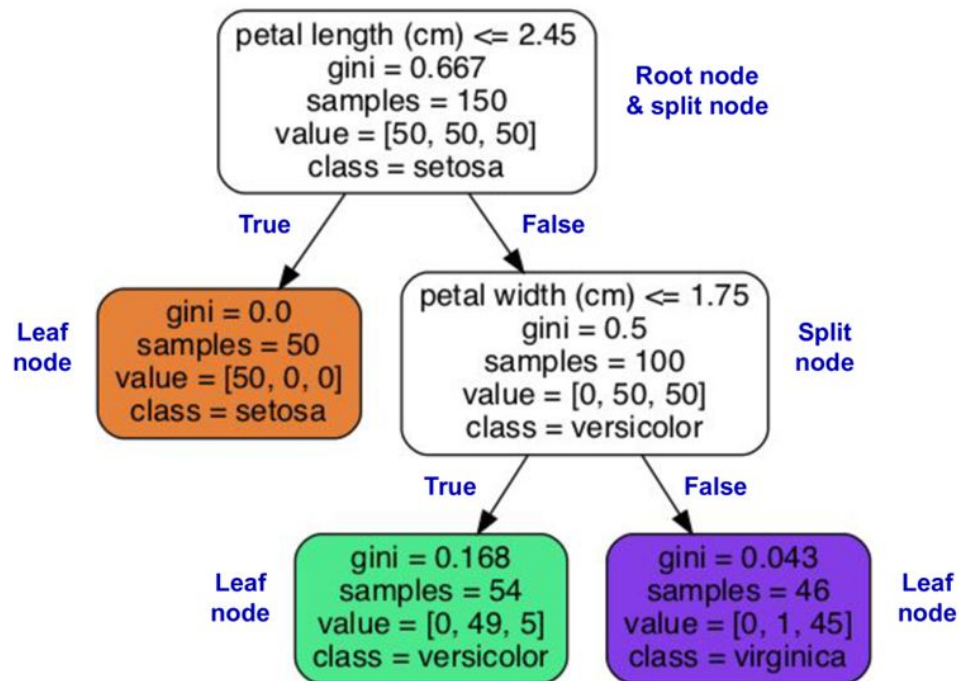 petal length (cm) <= 2.45
gini = 0.667
samples = 150
value = [50, 50, 50]
class = setosa
Root node
& split node
True
False
Leaf
node
gini = 0.0
samples = 50
value = [50, 0, 0]
class = setosa
petal width (cm) <= 1.75
gini = 0.5
samples = 100
value = [0, 50, 50]
class = versicolor
Split
node
True
False
Leaf
node
gini = 0.168
samples = 54
value = [0, 49, 5]
class = versicolor
gini = 0.043
samples = 46
value = [0, 1, 45]
class = virginica
Leaf
node